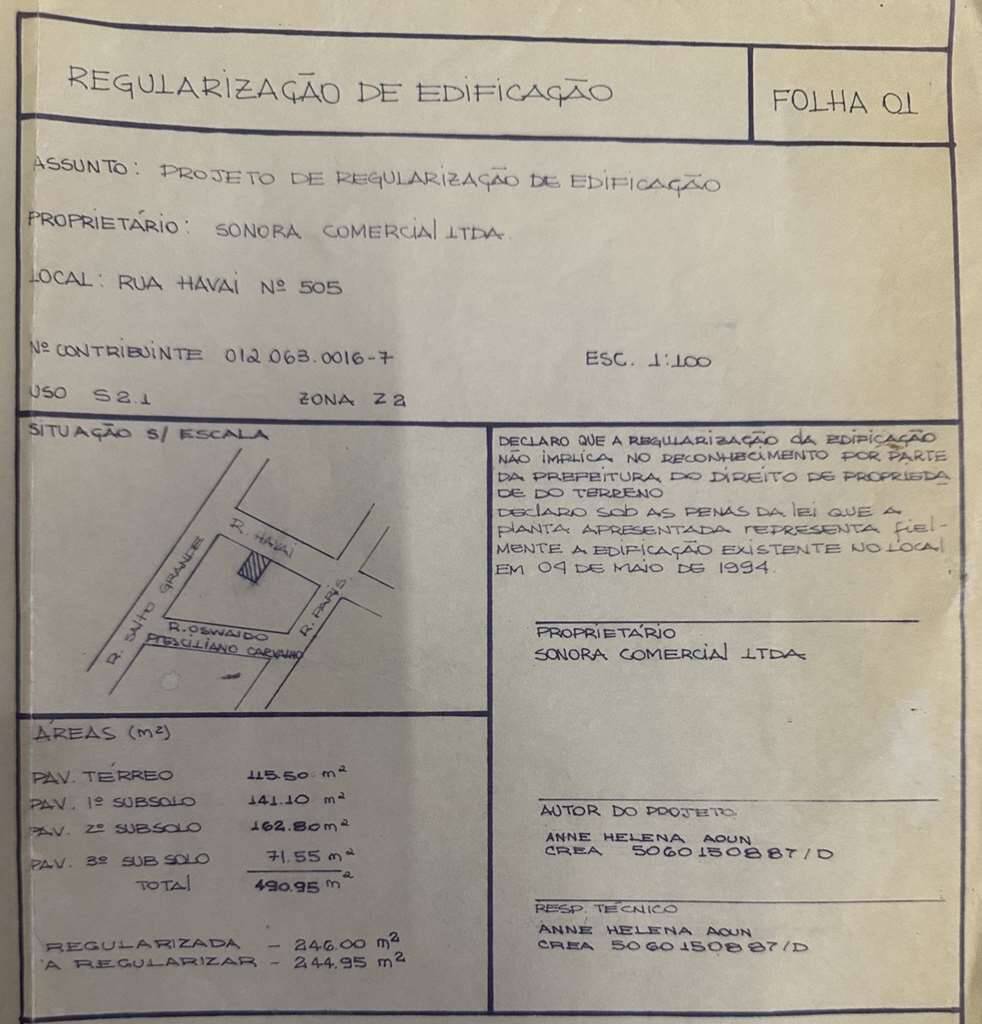 REGULARIZAÇÃO DE EDIFICAÇÃO
FOLHA 01
ASSUNTO: PROJETO DE REGULARIZAÇÃO DE EDIFICAÇÃO
PROPRIETÁRIO: SONORA COMERCIAL LTDA.
LOCAL: RUA HAVAI Nº 505
Nº CONTRIBUINTE 012.063.0016-7
ESC. 1:100
USO S2.1 ZONA Z2
SITUAÇÃO S/ ESCALA
R. HAVAI
R. SANTO GRANDE
R. PARIS
R. OSWALDO
PRESCILIANO CARVALHO
DECLARO QUE A REGULARIZAÇÃO DA EDIFICAÇÃO
NÃO IMPLICA NO RECONHECIMENTO POR PARTE
DA PREFEITURA DO DIREITO DE PROPRIEDA
DE DO TERRENO
DECLARO SOB AS PENAS DA LEI QUE A
PLANTA APRESENTADA REPRESENTA FIEL-
MENTE A EDIFICAÇÃO EXISTENTE NO LOCAL
EM 04 DE MAIO DE 1994.
PROPRIETÁRIO
SONORA COMERCIAL LTDA
ÁREAS (m²)
PAV. TÉRREO 115.50 m²
PAV. 1º SUBSOLO 141.10 m²
PAV. 2º SUBSOLO 162.80 m²
PAV. 3º SUBSOLO 71.55 m²
TOTAL 490.95 m²
REGULARIZADA - 246.00 m²
A REGULARIZAR - 244.95 m²
AUTOR DO PROJETO
ANNE HELENA AOUN
CREA 5060150887/D
RESP. TÉCNICO
ANNE HELENA AOUN
CREA 5060150887/D